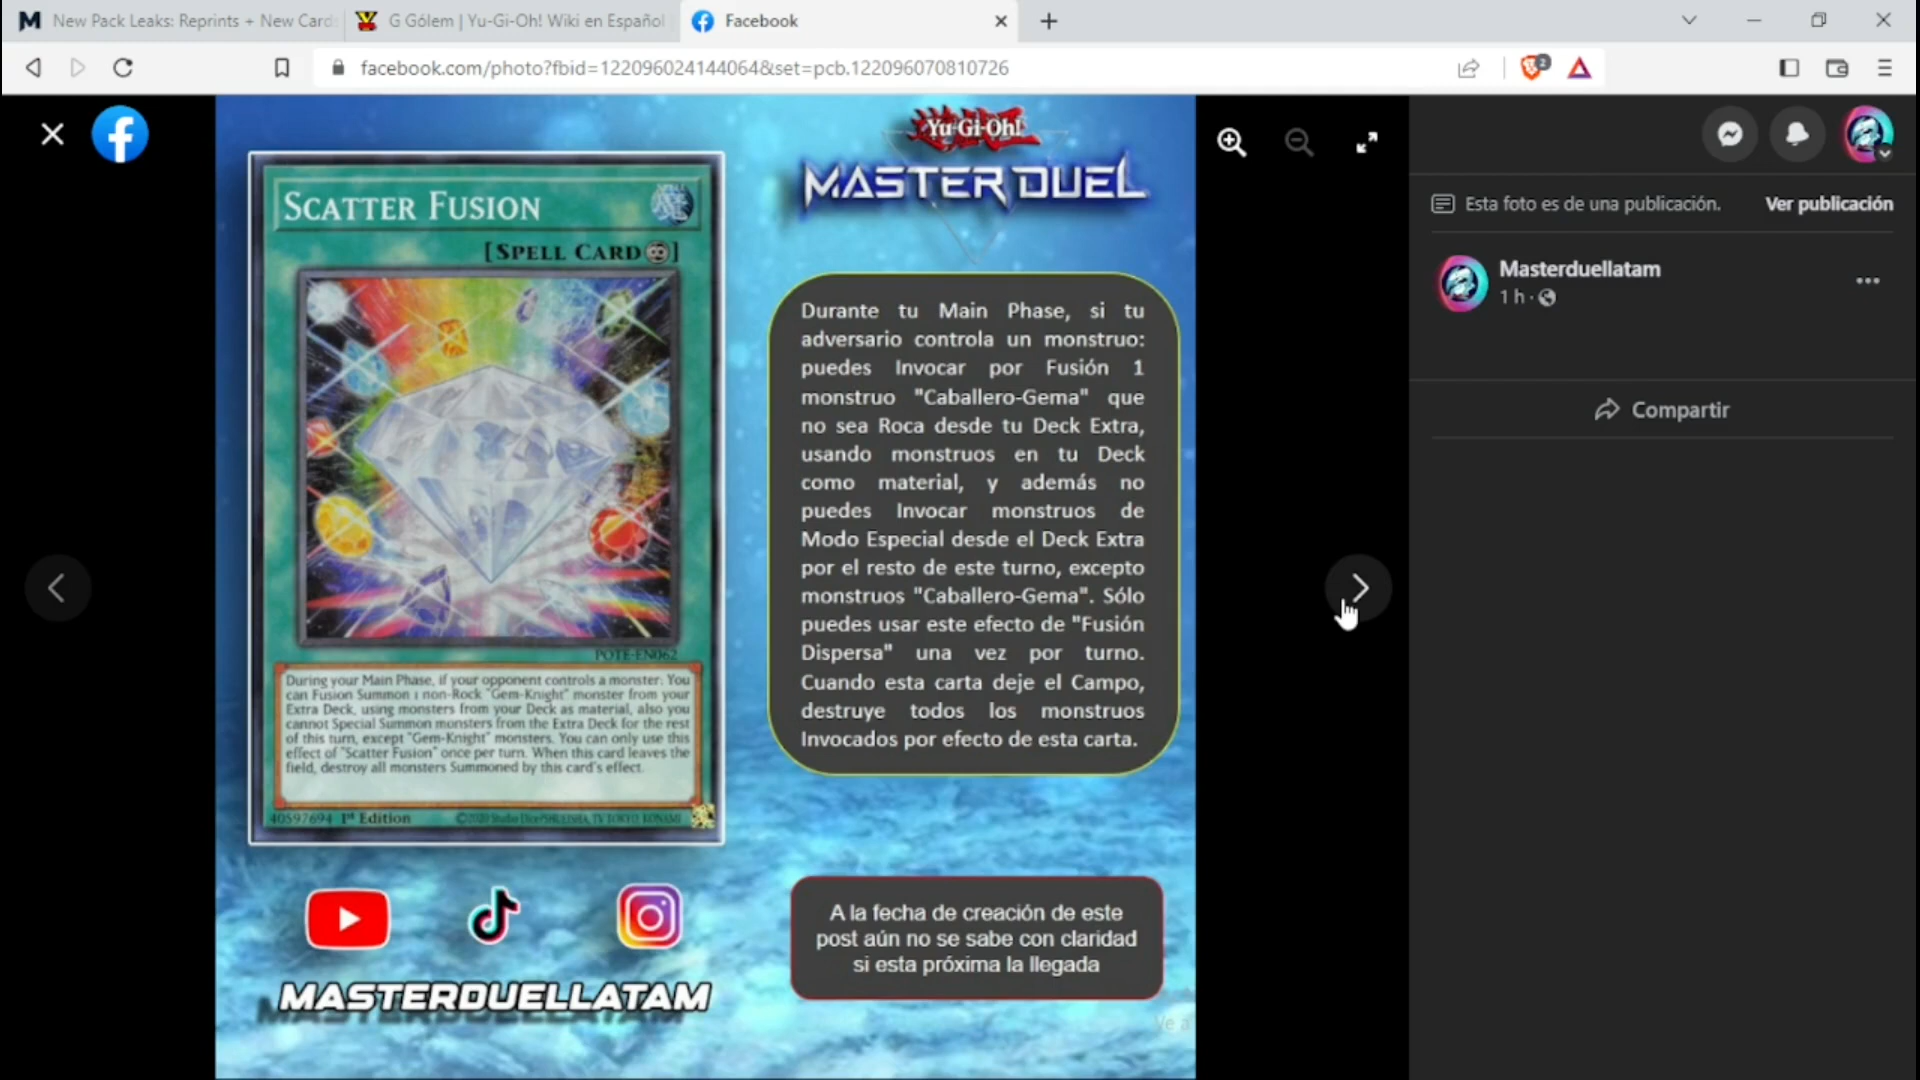 New Pack Leaks: Reprints + New Card
G Gólem | Yu-Gi-Oh! Wiki en Español
Facebook
facebook.com/photo?fbid=122096024144064&set=pcb.122096070810726
2
Yu-Gi-Oh!
MASTER DUEL
SCATTER FUSION
[SPELL CARD]
POTE-EN062
During your Main Phase, if your opponent controls a monster: You
can Fusion Summon 1 non-Rock "Gem-Knight" monster from your
Extra Deck, using monsters from your Deck as material, also you
cannot Special Summon monsters from the Extra Deck for the rest
of this turn, except "Gem-Knight" monsters. You can only use this
effect of "Scatter Fusion" once per turn. When this card leaves the
field, destroy all monsters Summoned by this card's effect.
40597694 1st Edition
©2020 Studio Dice/SHUEISHA, TV TOKYO, KONAMI
Durante tu Main Phase, si tu
adversario controla un monstruo:
puedes Invocar por Fusión 1
monstruo "Caballero-Gema" que
no sea Roca desde tu Deck Extra,
usando monstruos en tu Deck
como material, y además no
puedes Invocar monstruos de
Modo Especial desde el Deck Extra
por el resto de este turno, excepto
monstruos "Caballero-Gema". Sólo
puedes usar este efecto de "Fusión
Dispersa" una vez por turno.
Cuando esta carta deje el Campo,
destruye todos los monstruos
Invocados por efecto de esta carta.
A la fecha de creación de este
post aún no se sabe con claridad
si esta próxima la llegada
MASTERDUELLATAM
Esta foto es de una publicación.
Ver publicación
Masterduellatam
1 h ·
Compartir